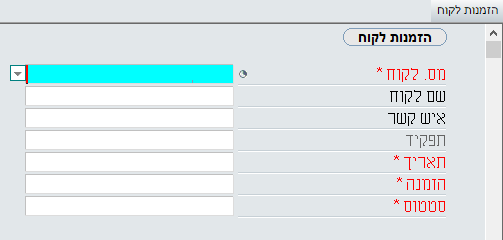 הזמנות לקוח
הזמנות לקוח
מס. לקוח *
שם לקוח
איש קשר
תפקיד
תאריך *
הזמנה *
סטטוס *